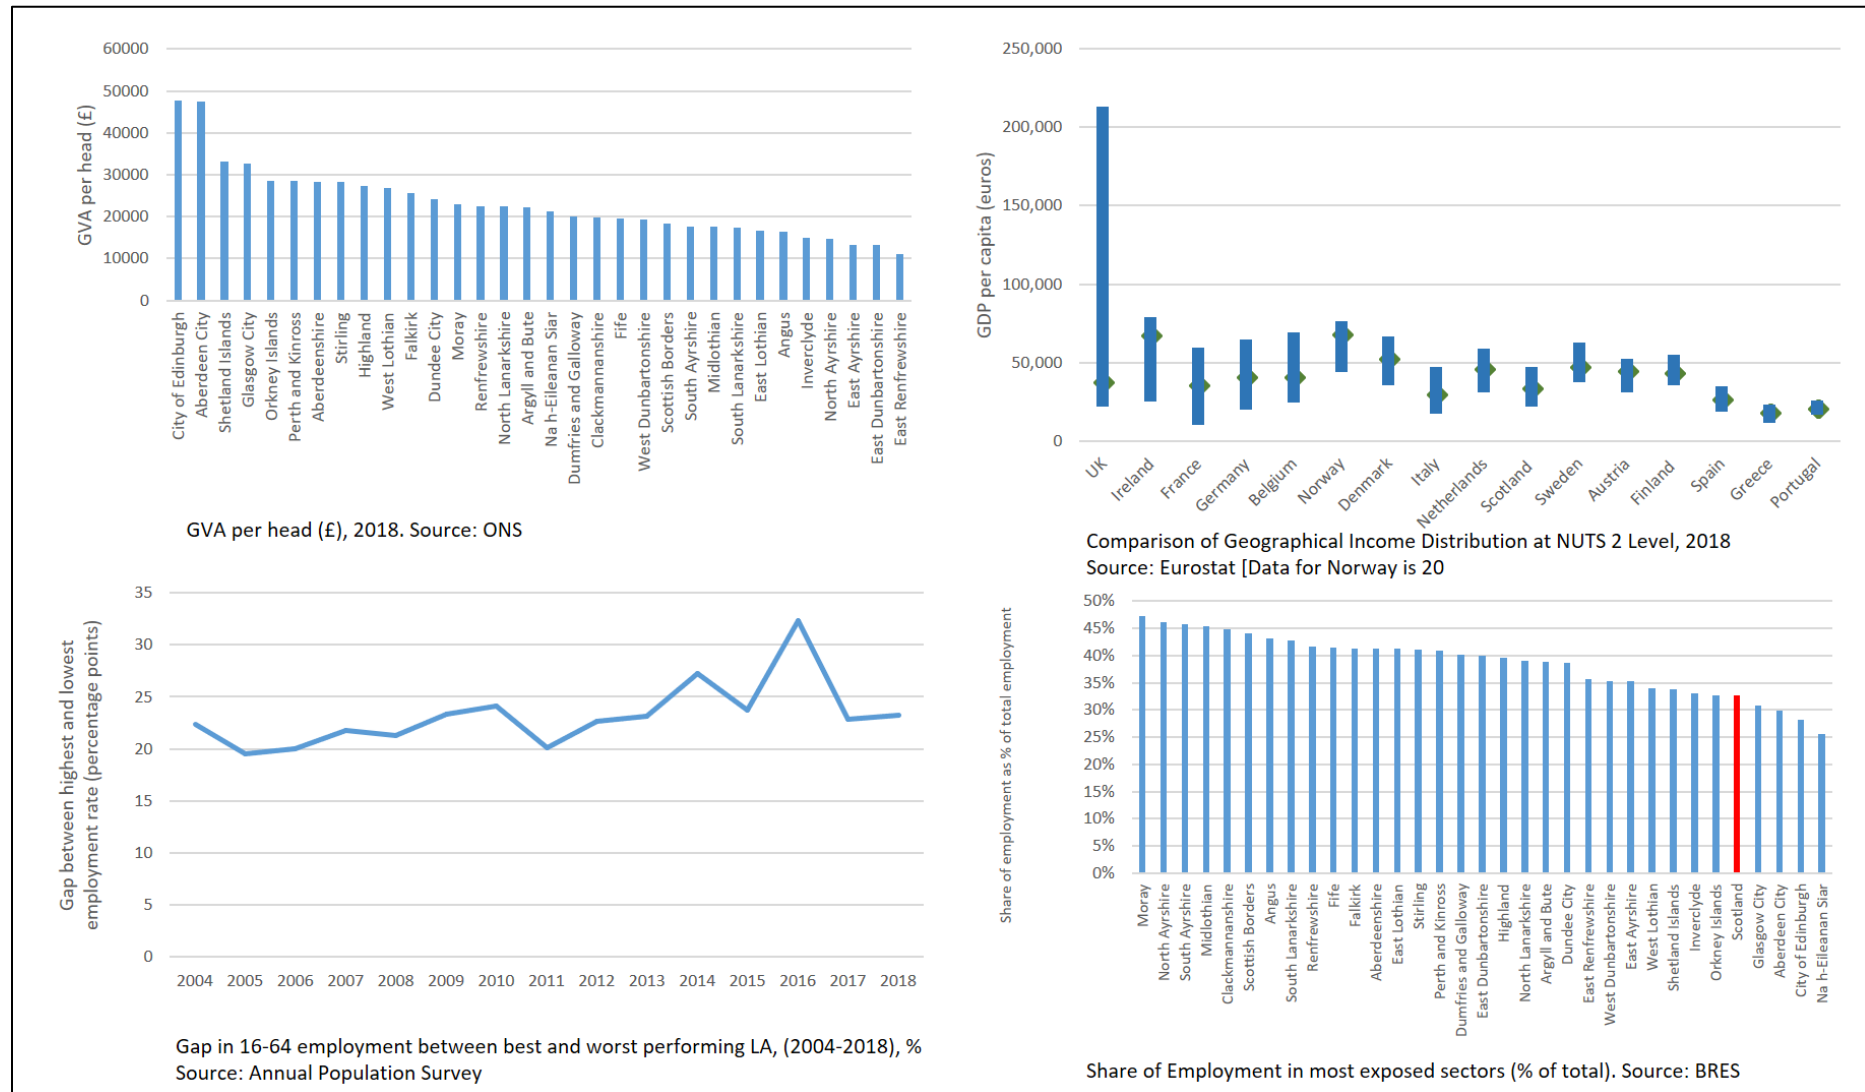 60000
50000
40000
30000
20000
10000
0
GVA per head (£)
City of Edinburgh
Aberdeen City
Shetland Islands
Glasgow City
Orkney Islands
Perth and Kinross
Aberdeenshire
Stirling
Highland
West Lothian
Falkirk
Dundee City
Moray
Renfrewshire
North Lanarkshire
Argyll and Bute
Na h-Eileanan Siar
Dumfries and Galloway
Clackmannanshire
Fife
West Dunbartonshire
Scottish Borders
South Ayrshire
Midlothian
South Lanarkshire
East Lothian
Angus
Inverclyde
North Ayrshire
East Ayrshire
East Dunbartonshire
East Renfrewshire
GVA per head (£), 2018. Source: ONS
250,000
200,000
150,000
100,000
50,000
0
GDP per capita (euros)
UK
Ireland
France
Germany
Belgium
Norway
Denmark
Italy
Netherlands
Scotland
Sweden
Austria
Finland
Spain
Greece
Portugal
Comparison of Geographical Income Distribution at NUTS 2 Level, 2018
Source: Eurostat [Data for Norway is 20
35
30
25
20
15
10
5
0
Gap between highest and lowest
employment rate (percentage points)
2004 2005 2006 2007 2008 2009 2010 2011 2012 2013 2014 2015 2016 2017 2018
Gap in 16-64 employment between best and worst performing LA, (2004-2018), %
Source: Annual Population Survey
50%
45%
40%
35%
30%
25%
20%
15%
10%
5%
0%
Share of employment as % of total employment
Moray
North Ayrshire
South Ayrshire
Midlothian
Clackmannanshire
Scottish Borders
Angus
South Lanarkshire
Renfrewshire
Fife
Falkirk
Aberdeenshire
East Lothian
Stirling
Perth and Kinross
Dumfries and Galloway
East Dunbartonshire
Highland
North Lanarkshire
Argyll and Bute
Dundee City
East Renfrewshire
West Dunbartonshire
East Ayrshire
West Lothian
Shetland Islands
Inverclyde
Orkney Islands
Scotland
Glasgow City
Aberdeen City
City of Edinburgh
Na h-Eileanan Siar
Share of Employment in most exposed sectors (% of total). Source: BRES